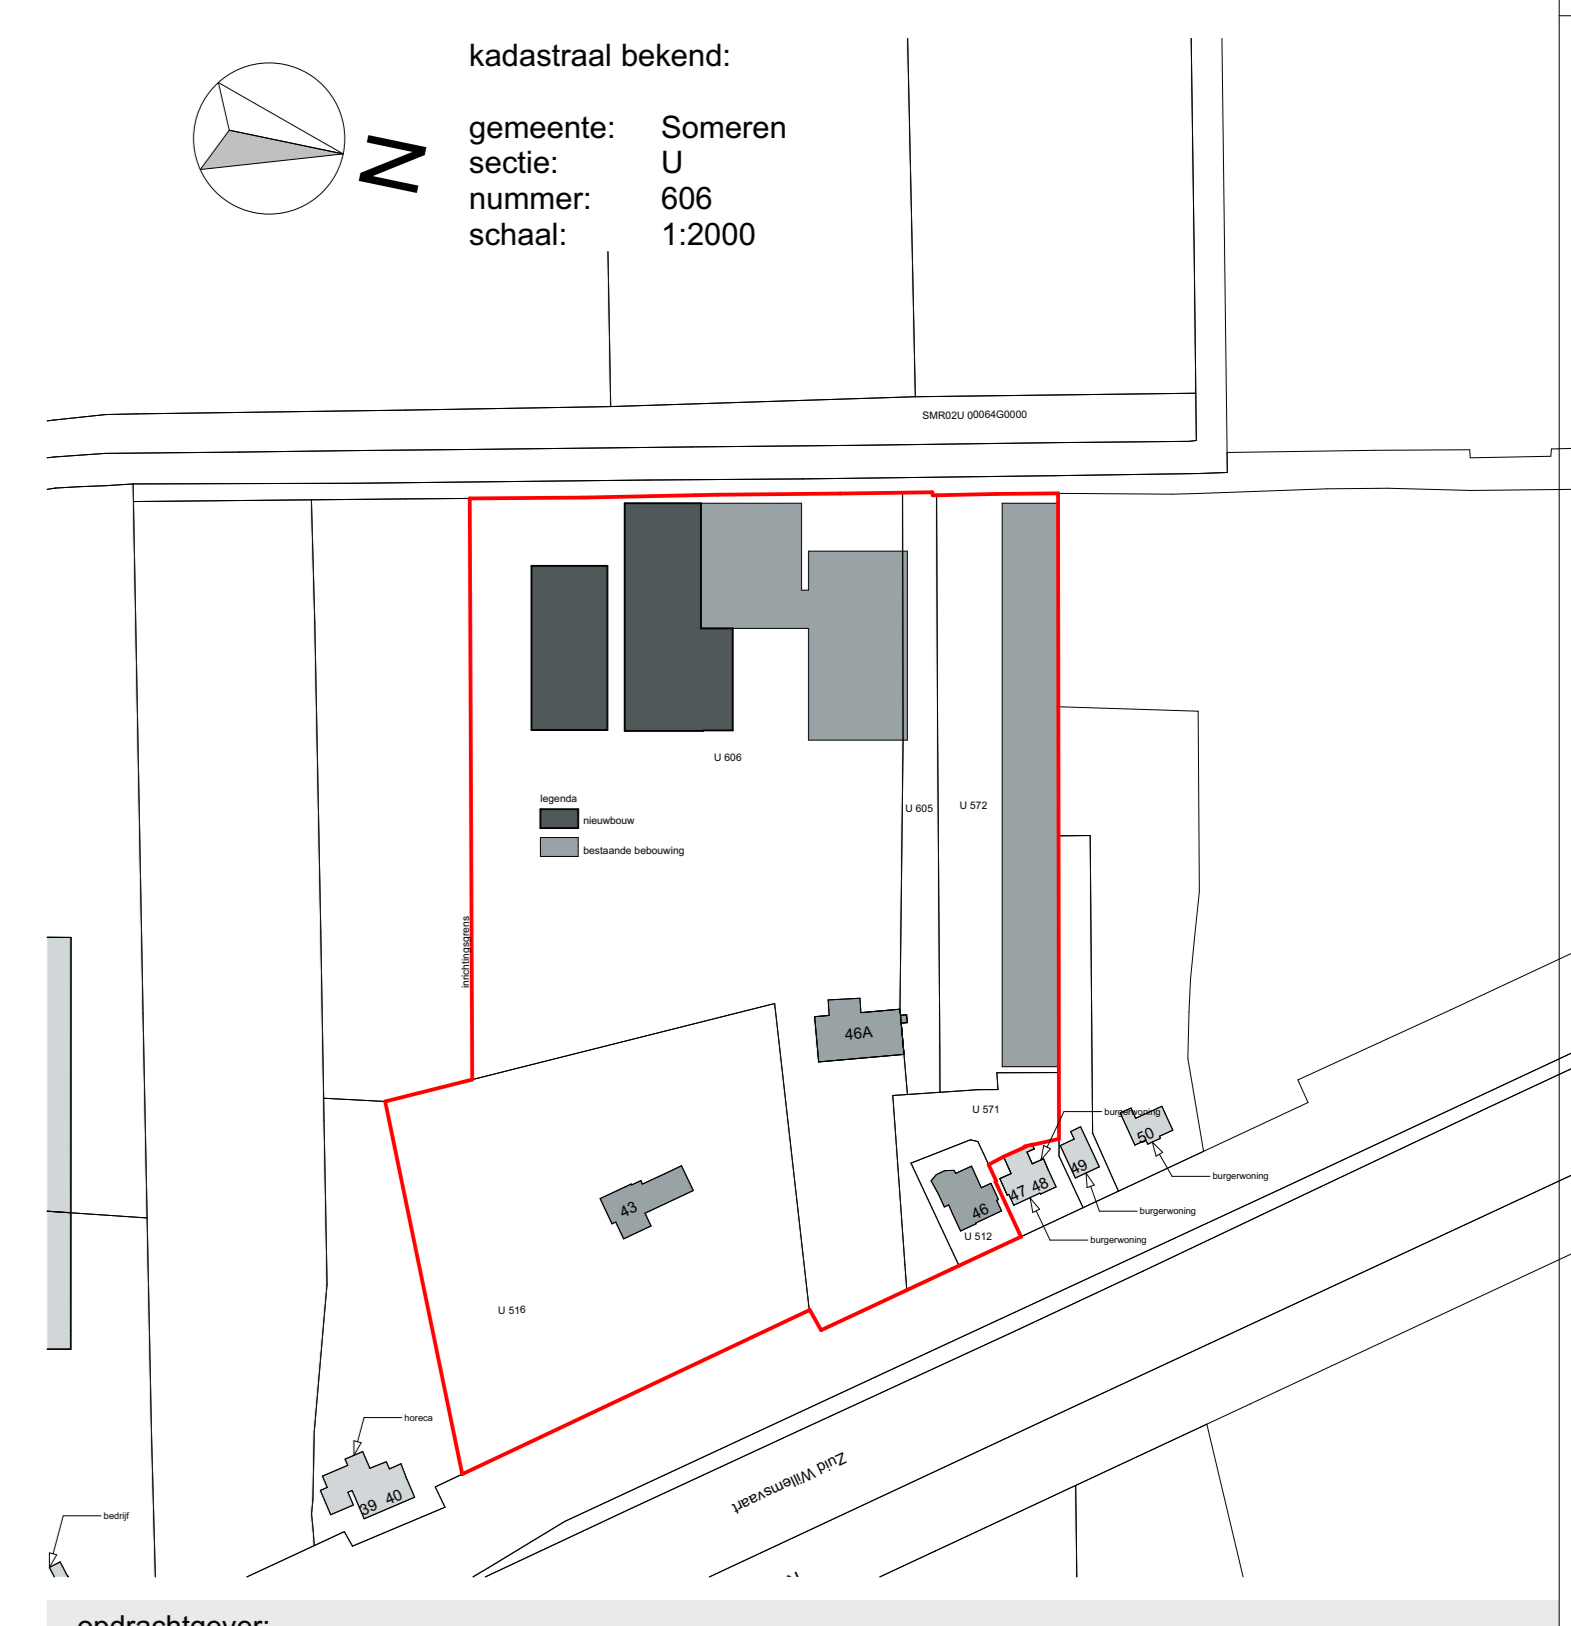 kadastraal bekend:
gemeente: Someren
sectie: U
nummer: 606
schaal: 1:2000
N
SMR02U 00064G0000
U 606
legenda
nieuwbouw
bestaande bebouwing
U 605
U 572
inrichtingsgrens
46A
U 571
burgerwoning
50
burgerwoning
49
burgerwoning
47 48
burgerwoning
46
U 512
43
U 516
horeca
39 40
bedrijf
Zuid Willemsvaart
opdrachtgever: